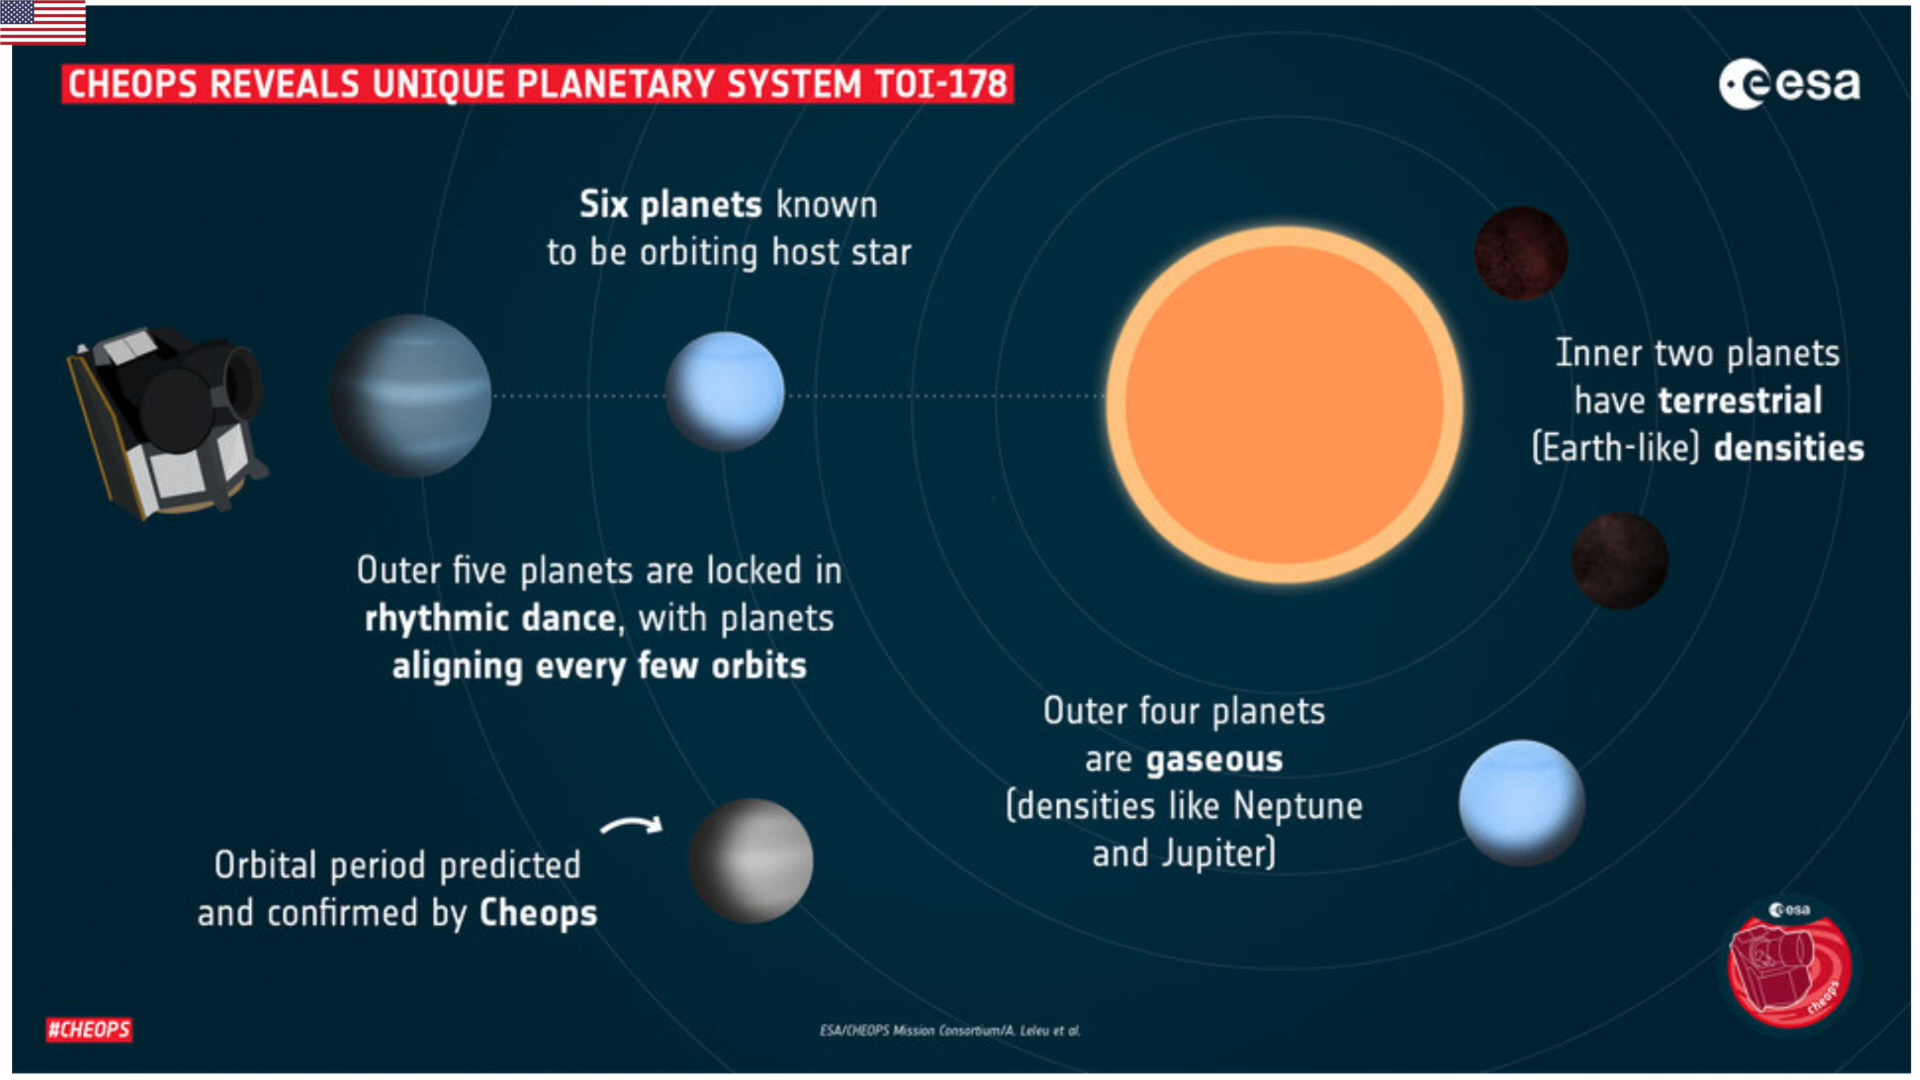 CHEOPS REVEALS UNIQUE PLANETARY SYSTEM TOI-178
esa
Six planets known
to be orbiting host star
Inner two planets
have terrestrial
(Earth-like) densities
Outer five planets are locked in
rhythmic dance, with planets
aligning every few orbits
Outer four planets
are gaseous
(densities like Neptune
and Jupiter)
Orbital period predicted
and confirmed by Cheops
esa
cheops
#CHEOPS
ESA/CHEOPS Mission Consortium/A. Leleu et al.